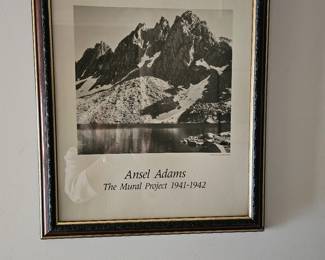 Ansel Adams
The Mural Project 1941-1942